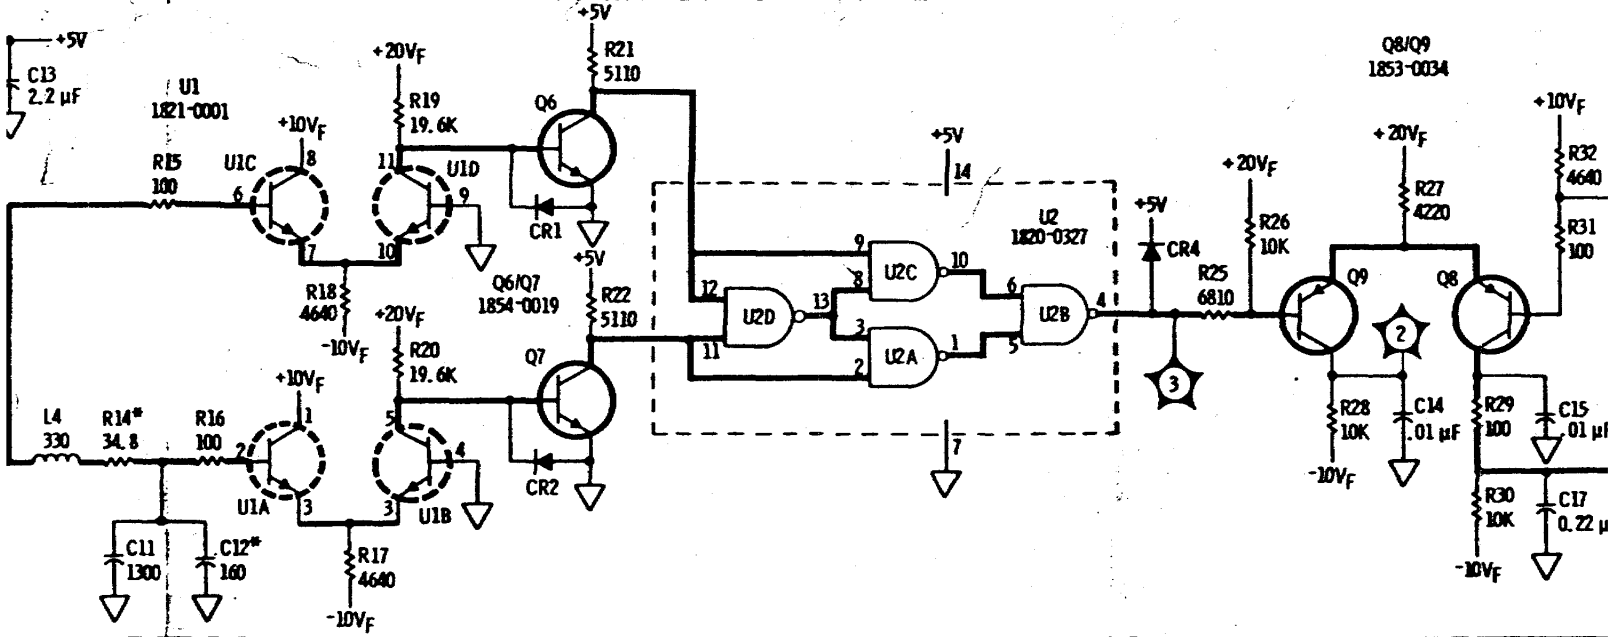 +5V
C13
2.2 µF
U1
1821-0001
+20VF
R19
19.6K
+5V
R21
5110
Q6
Q8/Q9
1853-0034
+10VF
R32
4640
R31
100
R15
100
U1C
+10VF
8
6
7
11
U1D
9
10
CR1
R18
4640
-10VF
Q6/Q7
1854-0019
+5V
R22
5110
+5V
14
U2
1820-0327
9
8
U2C
10
12
11
U2D
13
3
2
U2A
1
6
5
U2B
4
7
+5V
CR4
R25
6810
3
+20VF
R26
10K
+20VF
R27
4220
Q9
2
Q8
R28
10K
-10VF
C14
.01 µF
R29
100
C15
.01 µF
R30
10K
-10VF
C17
0.22 µ
+20VF
R20
19.6K
Q7
CR2
+10VF
1
2
U1A
3
5
4
3
U1B
R17
4640
-10VF
L4
330
R14*
34.8
R16
100
C11
1300
C12*
160